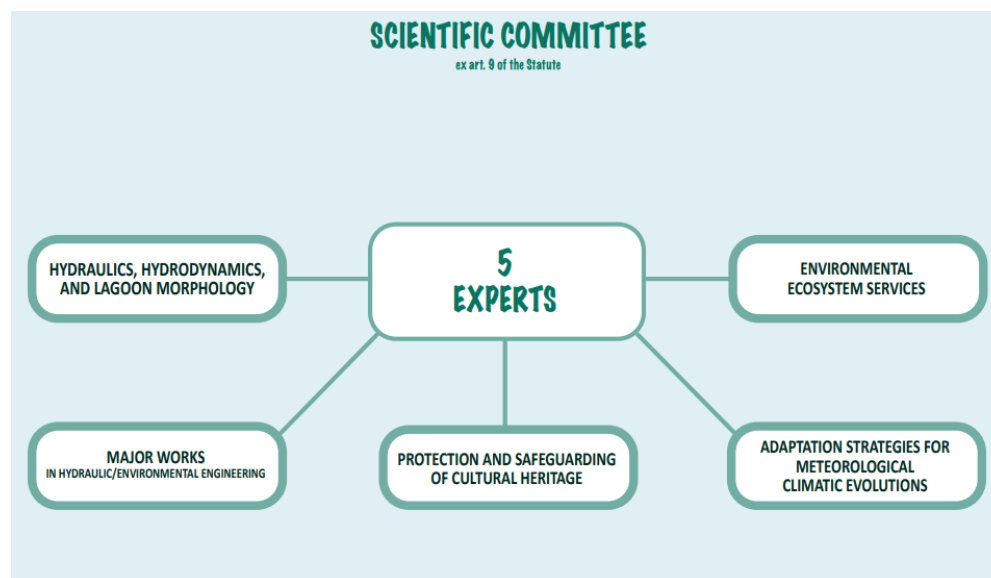 SCIENTIFIC COMMITTEE
ex art. 9 of the Statute
5
EXPERTS
HYDRAULICS, HYDRODYNAMICS,
AND LAGOON MORPHOLOGY
ENVIRONMENTAL
ECOSYSTEM SERVICES
MAJOR WORKS
IN HYDRAULIC/ENVIRONMENTAL ENGINEERING
PROTECTION AND SAFEGUARDING
OF CULTURAL HERITAGE
ADAPTATION STRATEGIES FOR
METEOROLOGICAL
CLIMATIC EVOLUTIONS